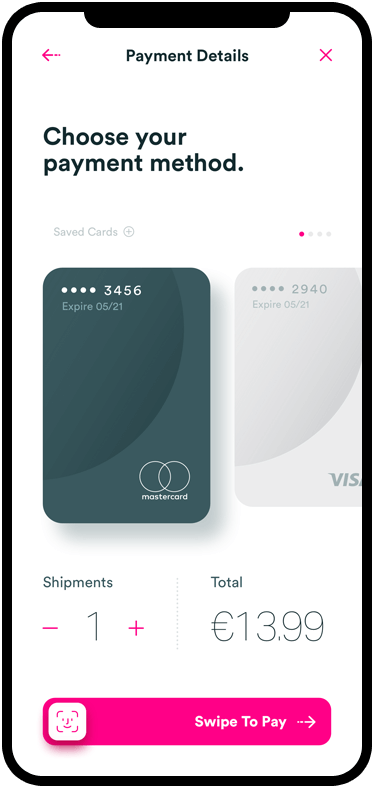 Payment Details
Choose your
payment method.
Saved Cards
•••• 3456
Expire 05/21
mastercard
•••• 2940
Expire 05/21
VISA
Shipments
1
Total
€13.99
Swipe To Pay